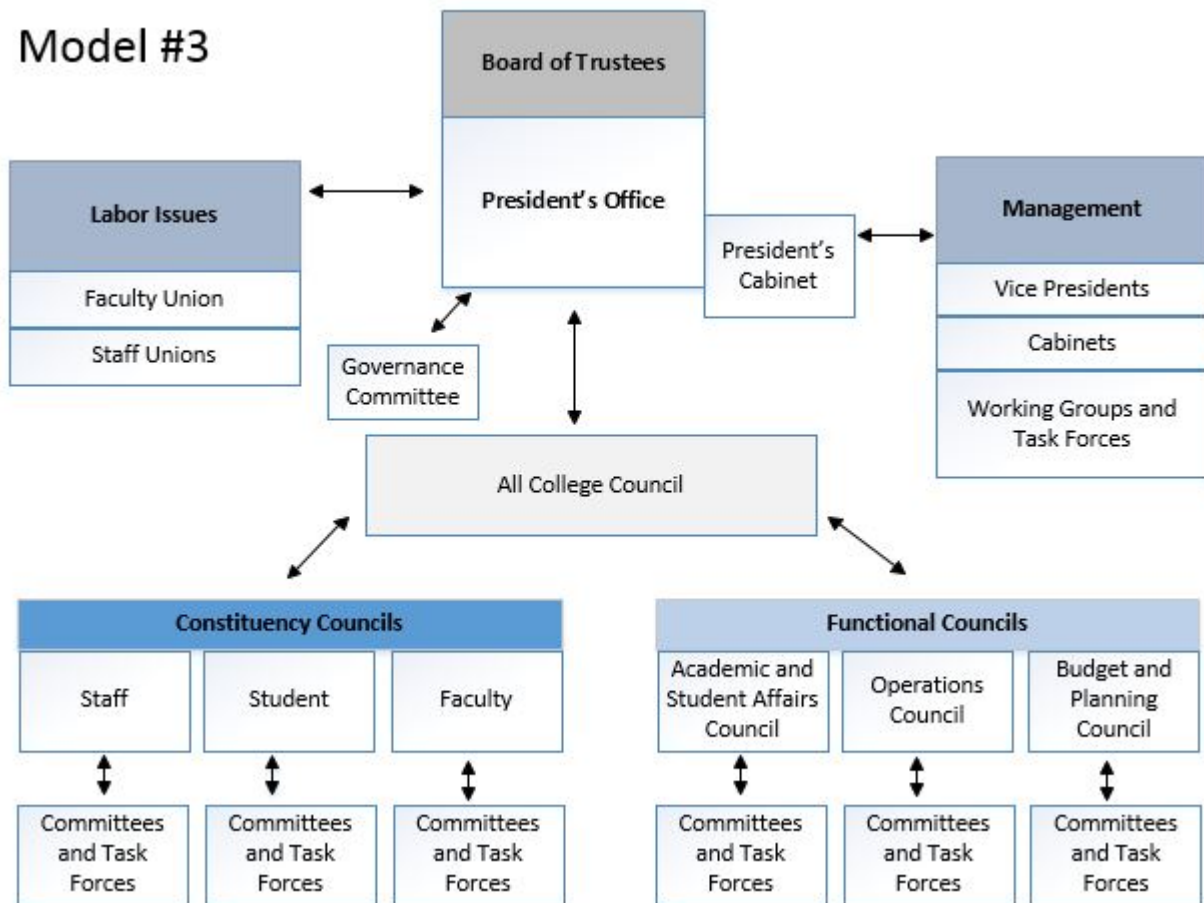 Model #3
Board of Trustees
President’s Office
Labor Issues
Faculty Union
Staff Unions
President’s
Cabinet
Management
Vice Presidents
Cabinets
Working Groups and
Task Forces
Governance
Committee
All College Council
Constituency Councils
Staff
Student
Faculty
Committees
and Task
Forces
Committees
and Task
Forces
Committees
and Task
Forces
Functional Councils
Academic and
Student Affairs
Council
Operations
Council
Budget and
Planning
Council
Committees
and Task
Forces
Committees
and Task
Forces
Committees
and Task
Forces